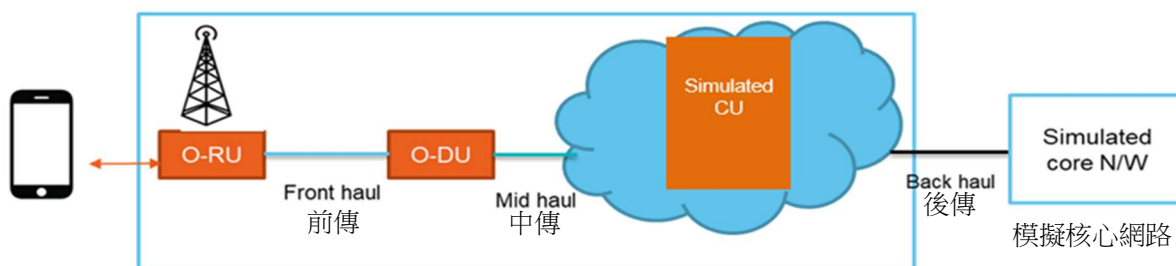 O-RU
O-DU
Simulated
CU
Simulated
core N/W
Front haul
前傳
Mid haul
中傳
Back haul
後傳
模擬核心網路